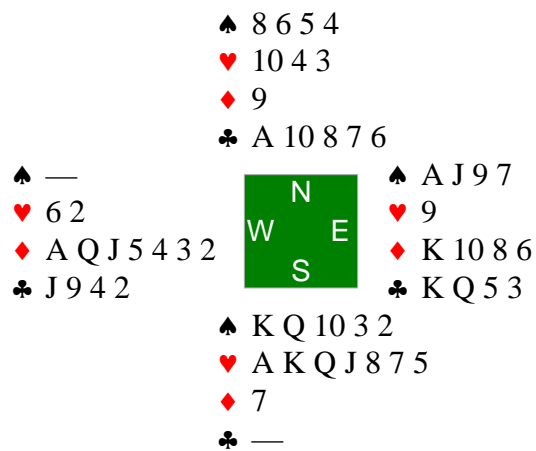 ♠ 8 6 5 4
♥ 10 4 3
♦ 9
♣ A 10 8 7 6
♠ —
♥ 6 2
♦ A Q J 5 4 3 2
♣ J 9 4 2
N
W E
S
♠ A J 9 7
♥ 9
♦ K 10 8 6
♣ K Q 5 3
♠ K Q 10 3 2
♥ A K Q J 8 7 5
♦ 7
♣ —